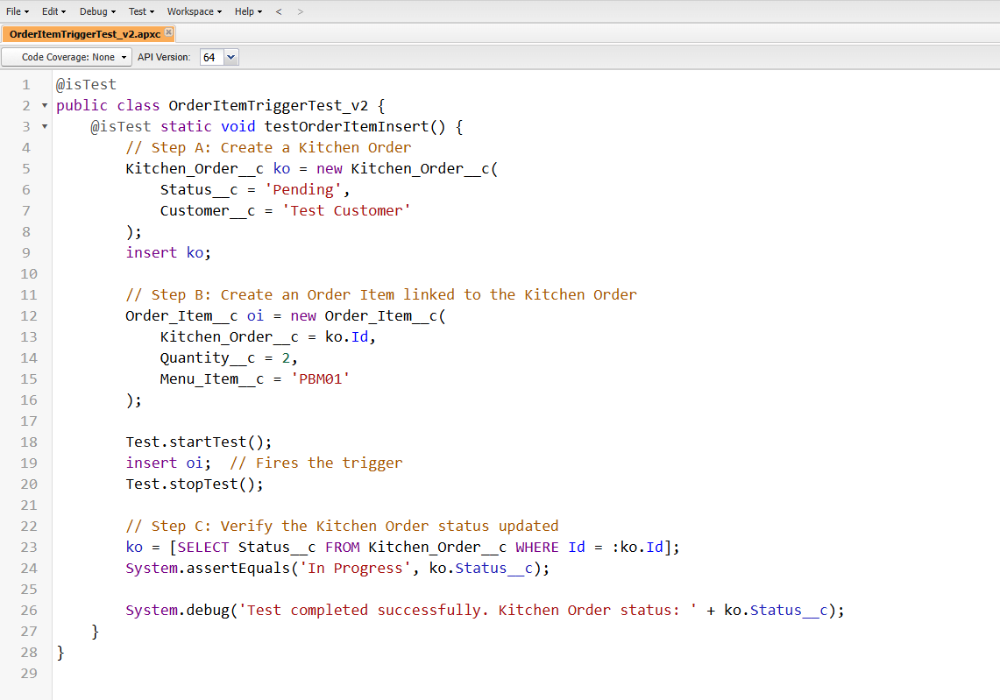 File Edit Debug Test Workspace Help < >
OrderItemTriggerTest_v2.apxc
Code Coverage: None API Version: 64
1 @isTest
2 public class OrderItemTriggerTest_v2 {
3     @isTest static void testOrderItemInsert() {
4         // Step A: Create a Kitchen Order
5         Kitchen_Order__c ko = new Kitchen_Order__c(
6             Status__c = 'Pending',
7             Customer__c = 'Test Customer'
8         );
9         insert ko;
10
11         // Step B: Create an Order Item linked to the Kitchen Order
12         Order_Item__c oi = new Order_Item__c(
13             Kitchen_Order__c = ko.Id,
14             Quantity__c = 2,
15             Menu_Item__c = 'PBM01'
16         );
17
18         Test.startTest();
19         insert oi;  // Fires the trigger
20         Test.stopTest();
21
22         // Step C: Verify the Kitchen Order status updated
23         ko = [SELECT Status__c FROM Kitchen_Order__c WHERE Id = :ko.Id];
24         System.assertEquals('In Progress', ko.Status__c);
25
26         System.debug('Test completed successfully. Kitchen Order status: ' + ko.Status__c);
27     }
28 }
29